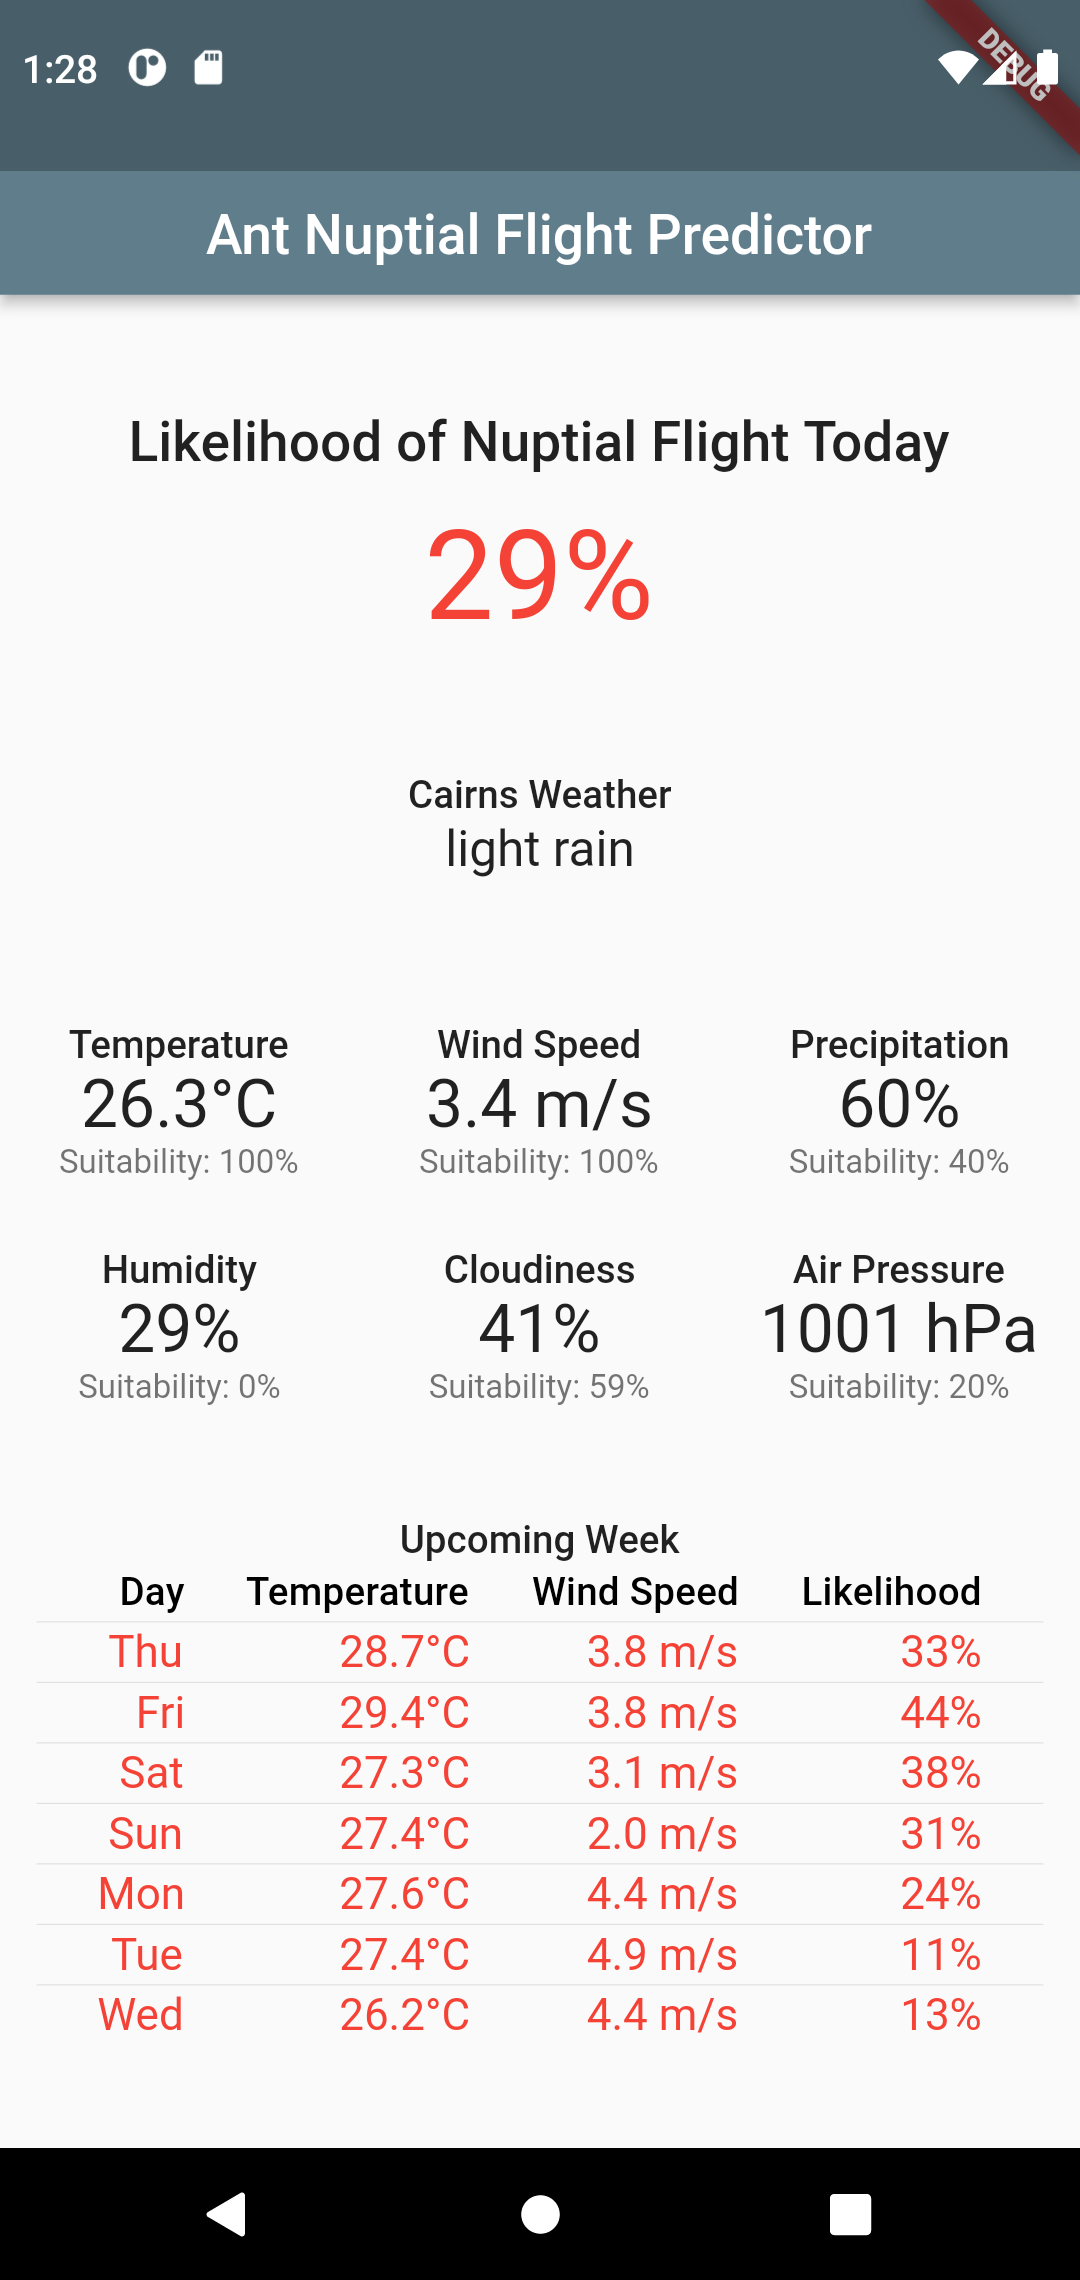 1:28
DEBUG
Ant Nuptial Flight Predictor
Likelihood of Nuptial Flight Today
29%
Cairns Weather
light rain
Temperature Wind Speed Precipitation
26.3°C 3.4 m/s 60%
Suitability: 100% Suitability: 100% Suitability: 40%
Humidity Cloudiness Air Pressure
29% 41% 1001 hPa
Suitability: 0% Suitability: 59% Suitability: 20%
Upcoming Week
Day Temperature Wind Speed Likelihood
Thu 28.7°C 3.8 m/s 33%
Fri 29.4°C 3.8 m/s 44%
Sat 27.3°C 3.1 m/s 38%
Sun 27.4°C 2.0 m/s 31%
Mon 27.6°C 4.4 m/s 24%
Tue 27.4°C 4.9 m/s 11%
Wed 26.2°C 4.4 m/s 13%